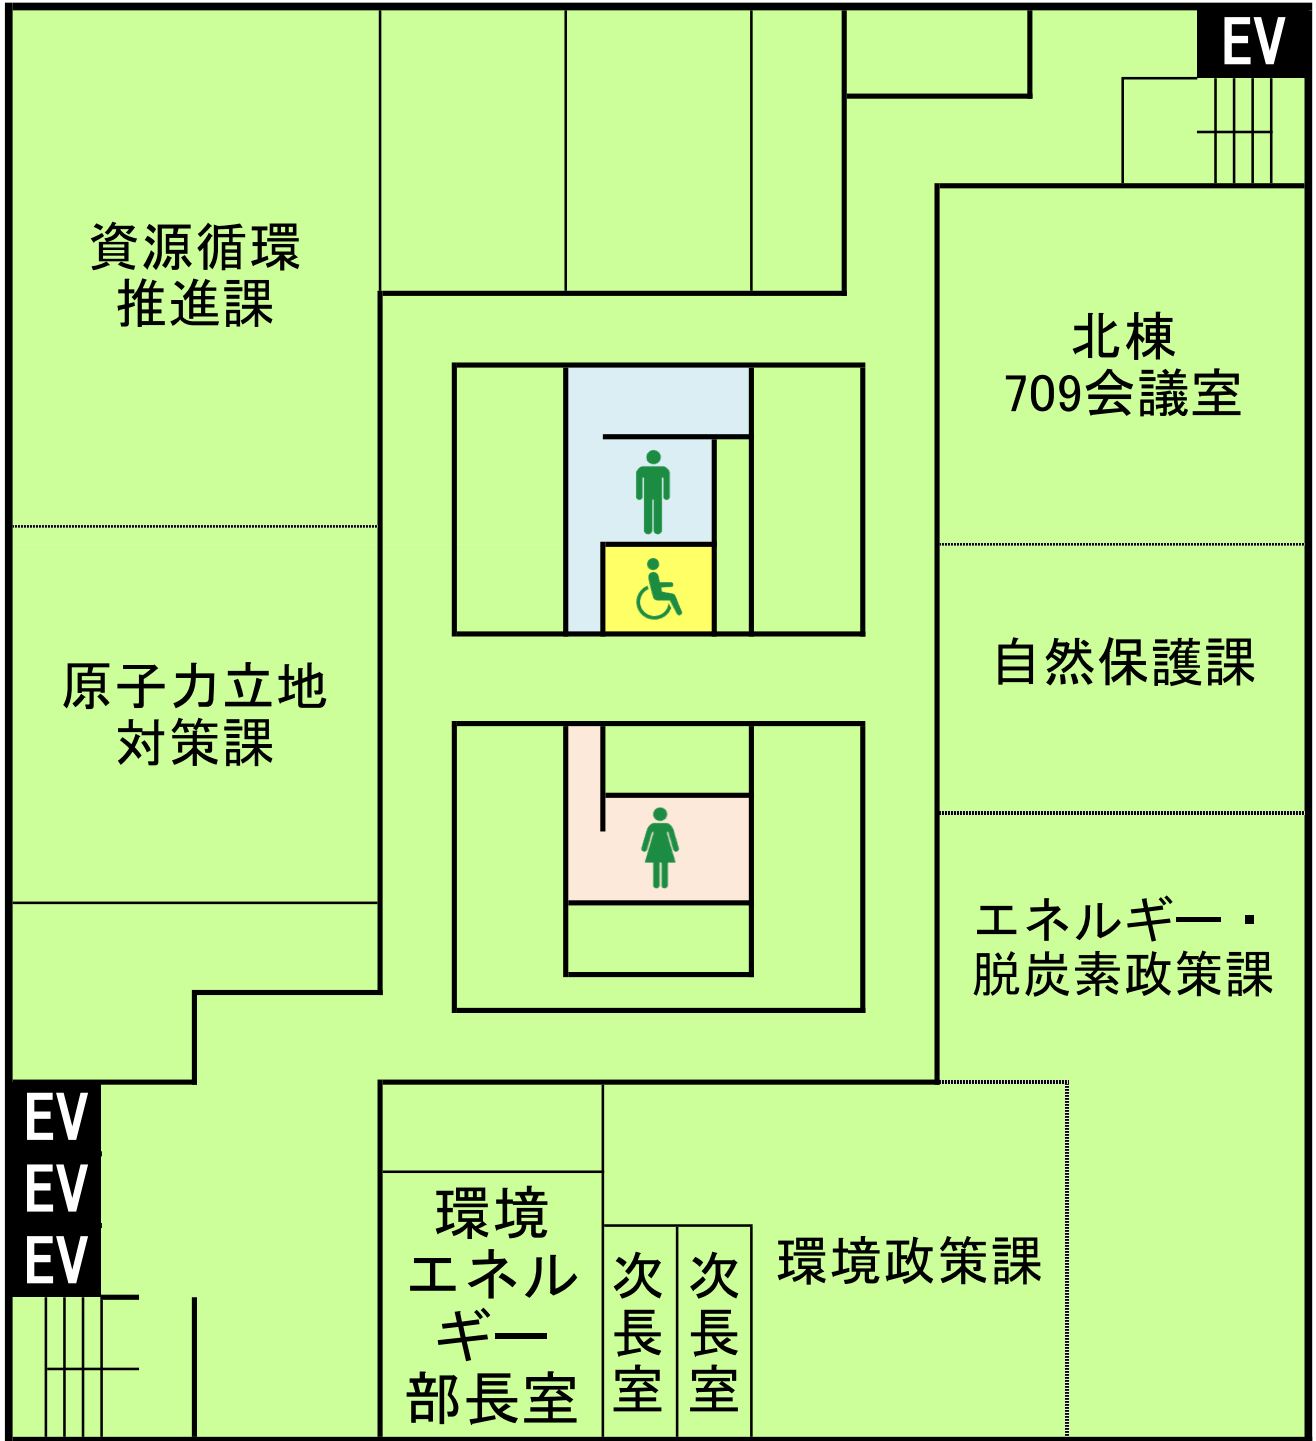 EV
資源循環
推進課
北棟
709会議室
原子力立地
対策課
自然保護課
エネルギー・
脱炭素政策課
EV
EV
EV
環境
エネル
ギー
部長室
次長室
次長室
環境政策課